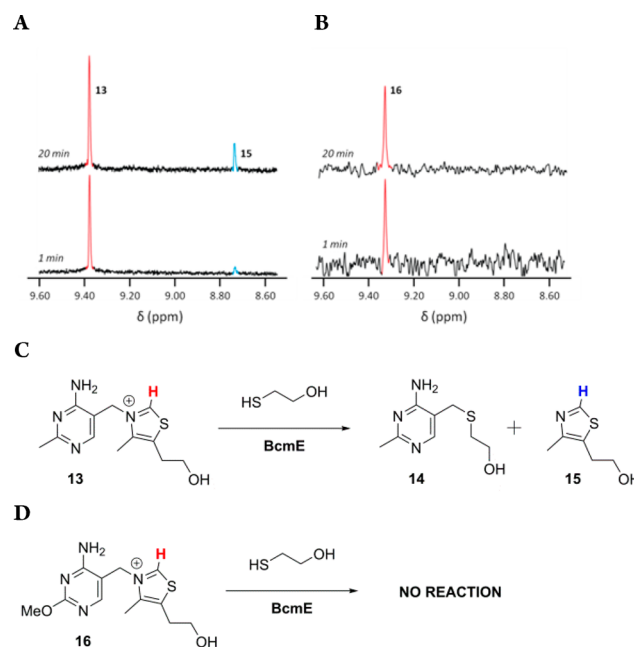 A
B
13
16
20 min
15
20 min
1 min
1 min
9.60 9.40 9.20 9.00 8.80 8.60
9.60 9.40 9.20 9.00 8.80 8.60
δ (ppm)
δ (ppm)
C
NH2
H
N
+
N
S
N
OH
13
HS
OH
BcmE
NH2
N
S
N
OH
14
+
H
N
S
OH
15
D
NH2
H
N
+
N
S
MeO
N
OH
16
HS
OH
BcmE
NO REACTION